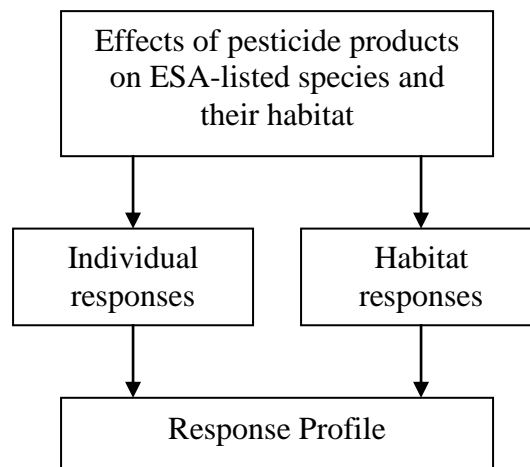 Effects of pesticide products
on ESA-listed species and
their habitat
Individual
responses
Habitat
responses
Response Profile